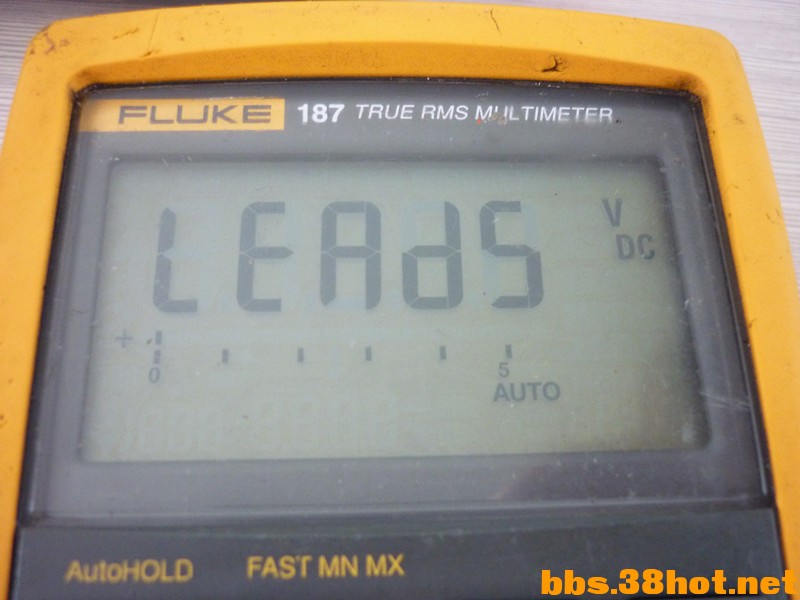 FLUKE 187 TRUE RMS MULTIMETER
LEAdS
V
DC
+
0 5
AUTO
AutoHOLD FAST MN MX
bbs.38hot.net